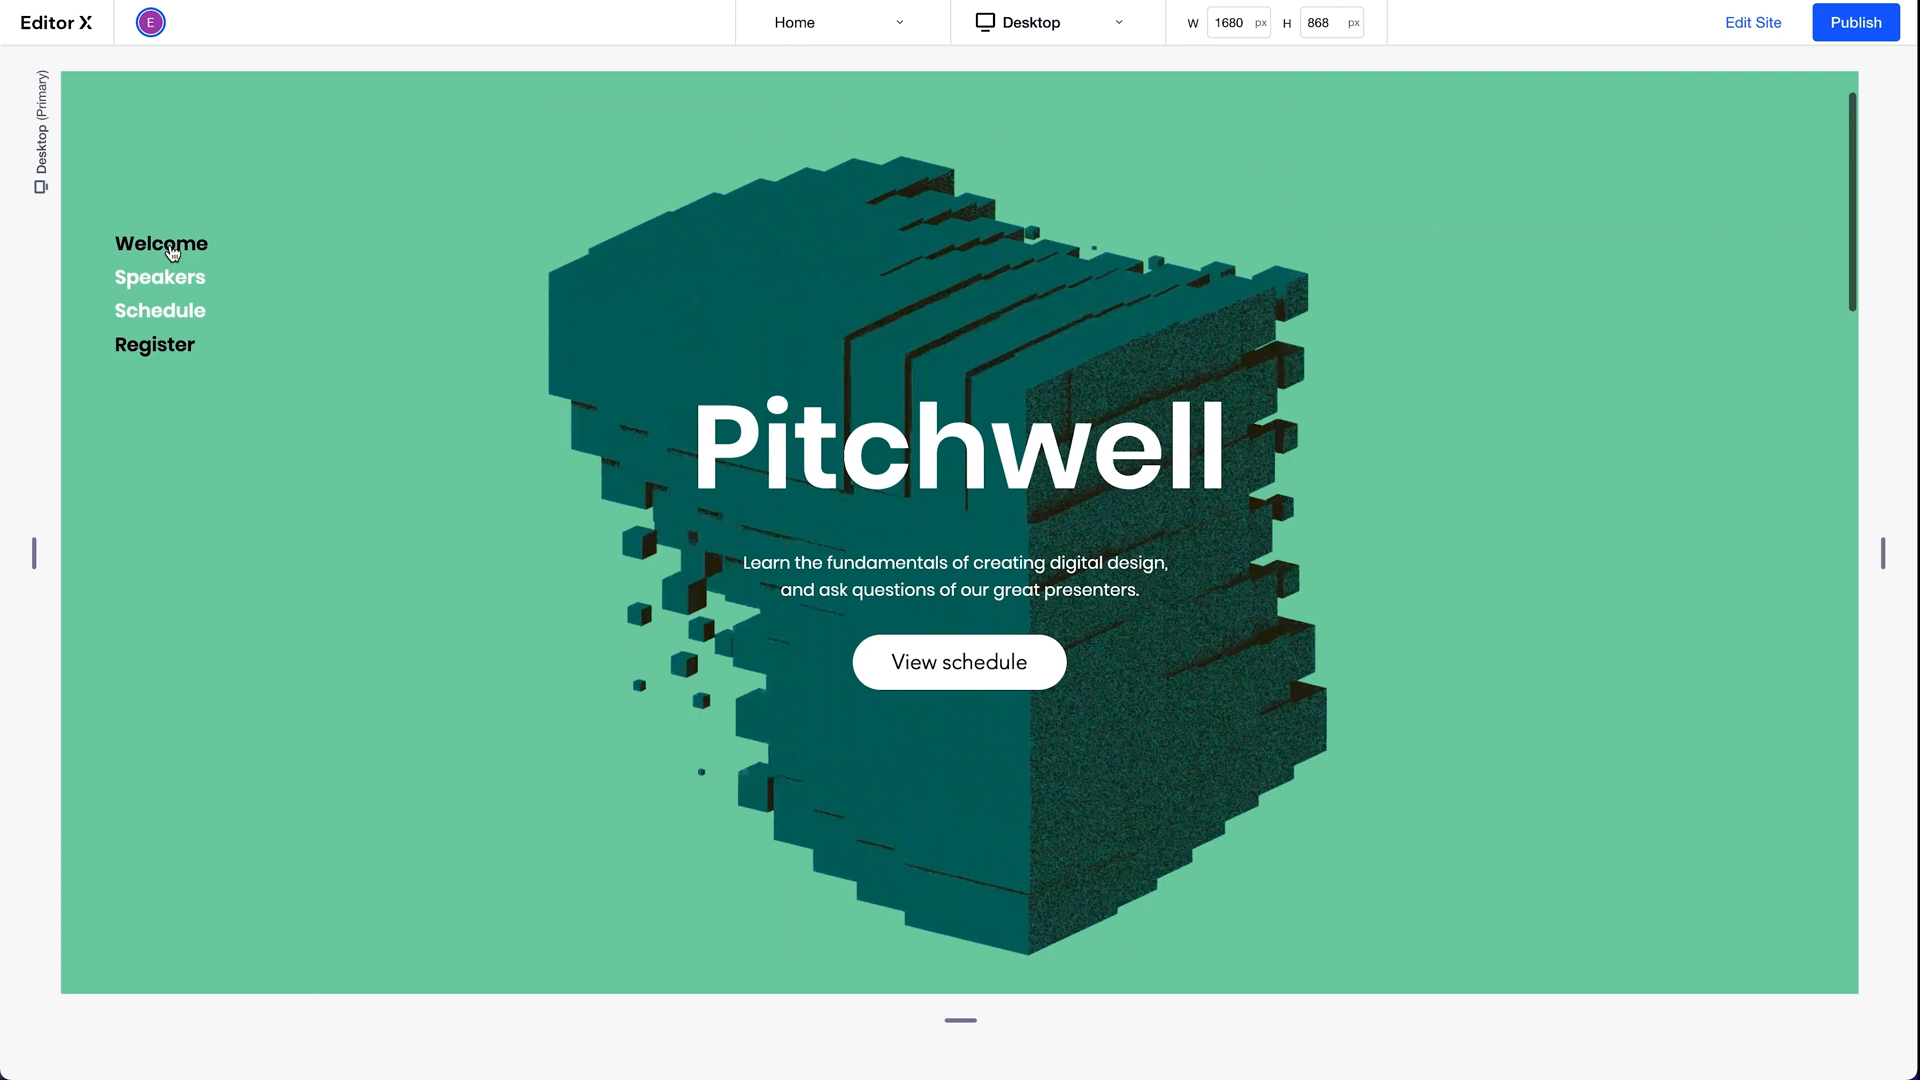 Editor X
E
Home
Desktop
W 1680 px H 868 px
Edit Site
Publish
Desktop (Primary)
Welcome
Speakers
Schedule
Register
Pitchwell
Learn the fundamentals of creating digital design,
and ask questions of our great presenters.
View schedule